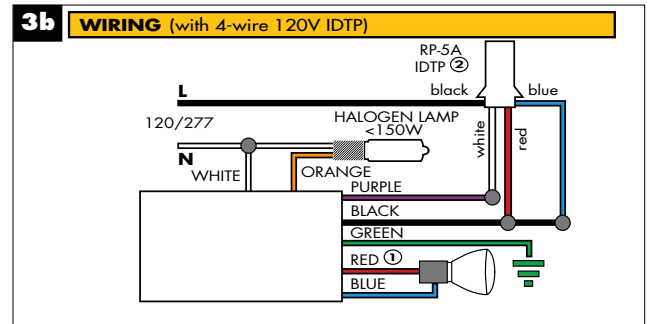 3b WIRING (with 4-wire 120V IDTP)
RP-5A
IDTP ②
black
blue
L
120/277
HALOGEN LAMP
<150W
white
red
N
WHITE
ORANGE
PURPLE
BLACK
GREEN
RED ①
BLUE